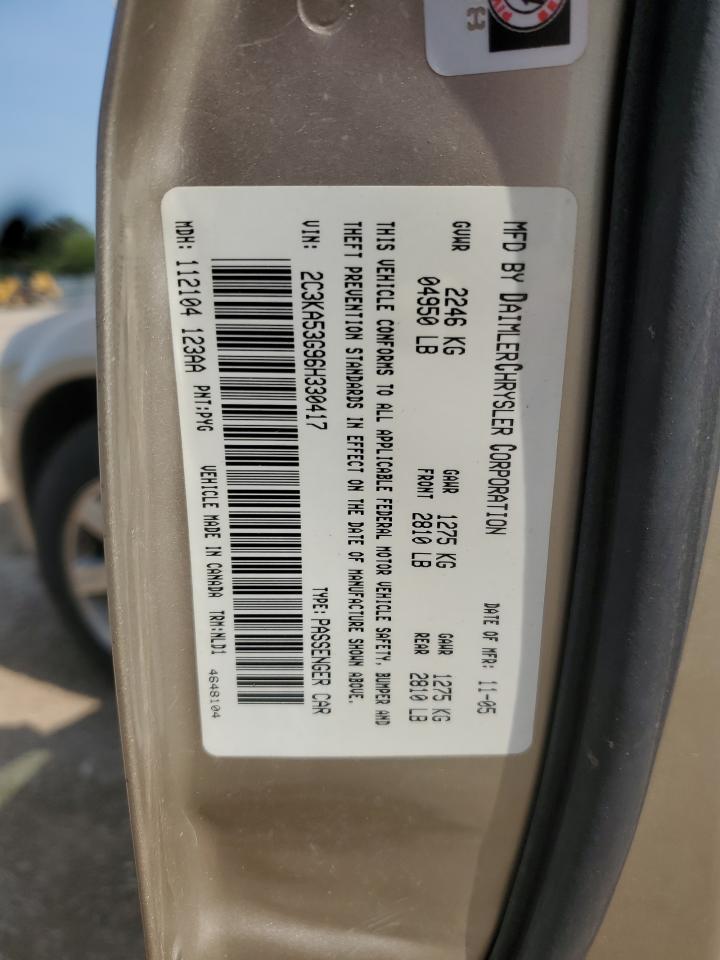 MFD BY DAIMLERCHRYSLER CORPORATION DATE OF MFR: 11-05
GVWR 2246 KG GAWR 1275 KG GAWR 1275 KG
04950 LB FRONT 2810 LB REAR 2810 LB
THIS VEHICLE CONFORMS TO ALL APPLICABLE FEDERAL MOTOR VEHICLE SAFETY, BUMPER AND
THEFT PREVENTION STANDARDS IN EFFECT ON THE DATE OF MANUFACTURE SHOWN ABOVE.
VIN: 2C3KA53G96H330417 TYPE: PASSENGER CAR
MDH: 112104 123AA PNT:PYG VEHICLE MADE IN CANADA TRM:NLD1
4648104